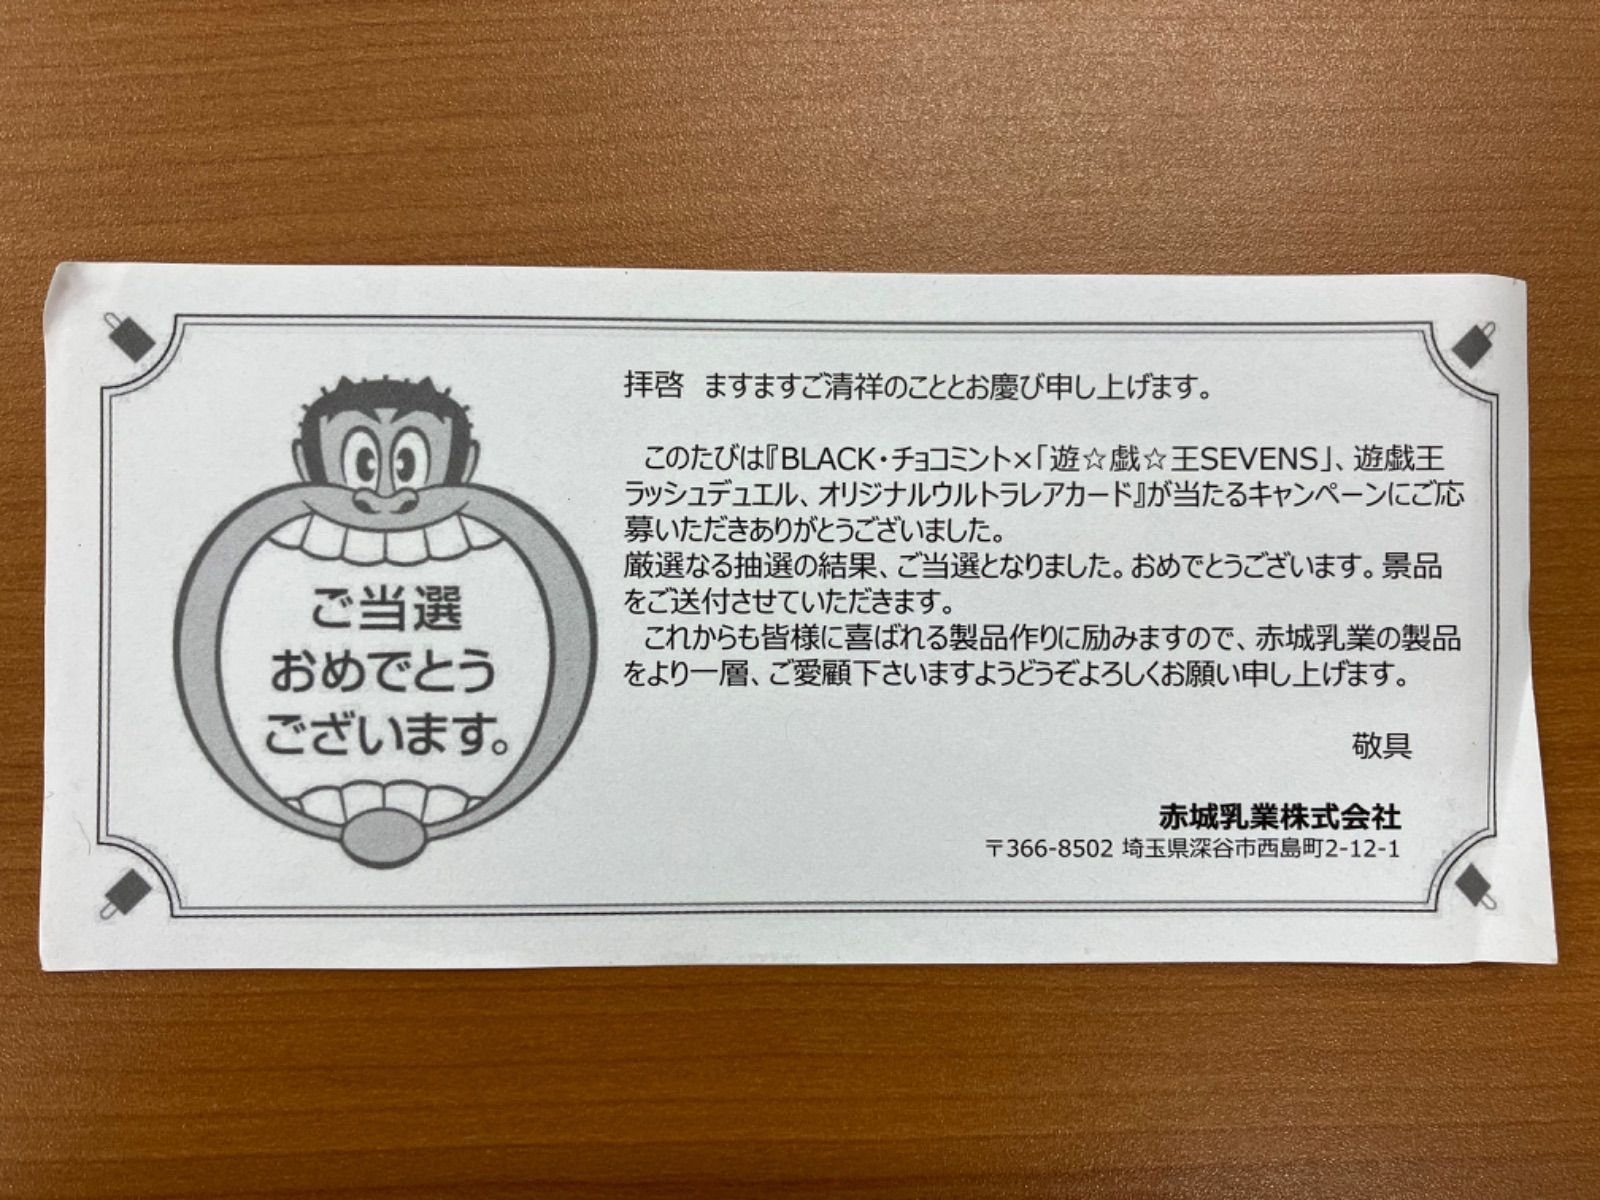 ご当選
おめでとう
ございます。
拝啓 ますますご清祥のこととお慶び申し上げます。
このたびは『BLACK・チョコミント×「遊☆戯☆王SEVENS」、遊戯王
ラッシュデュエル、オリジナルウルトラレアカード』が当たるキャンペーンにご応
募いただきありがとうございました。
厳選なる抽選の結果、ご当選となりました。おめでとうございます。景品
をご送付させていただきます。
これからも皆様に喜ばれる製品作りに励みますので、赤城乳業の製品
をより一層、ご愛顧下さいますようどうぞよろしくお願い申し上げます。
敬具
赤城乳業株式会社
〒366-8502 埼玉県深谷市西島町2-12-1